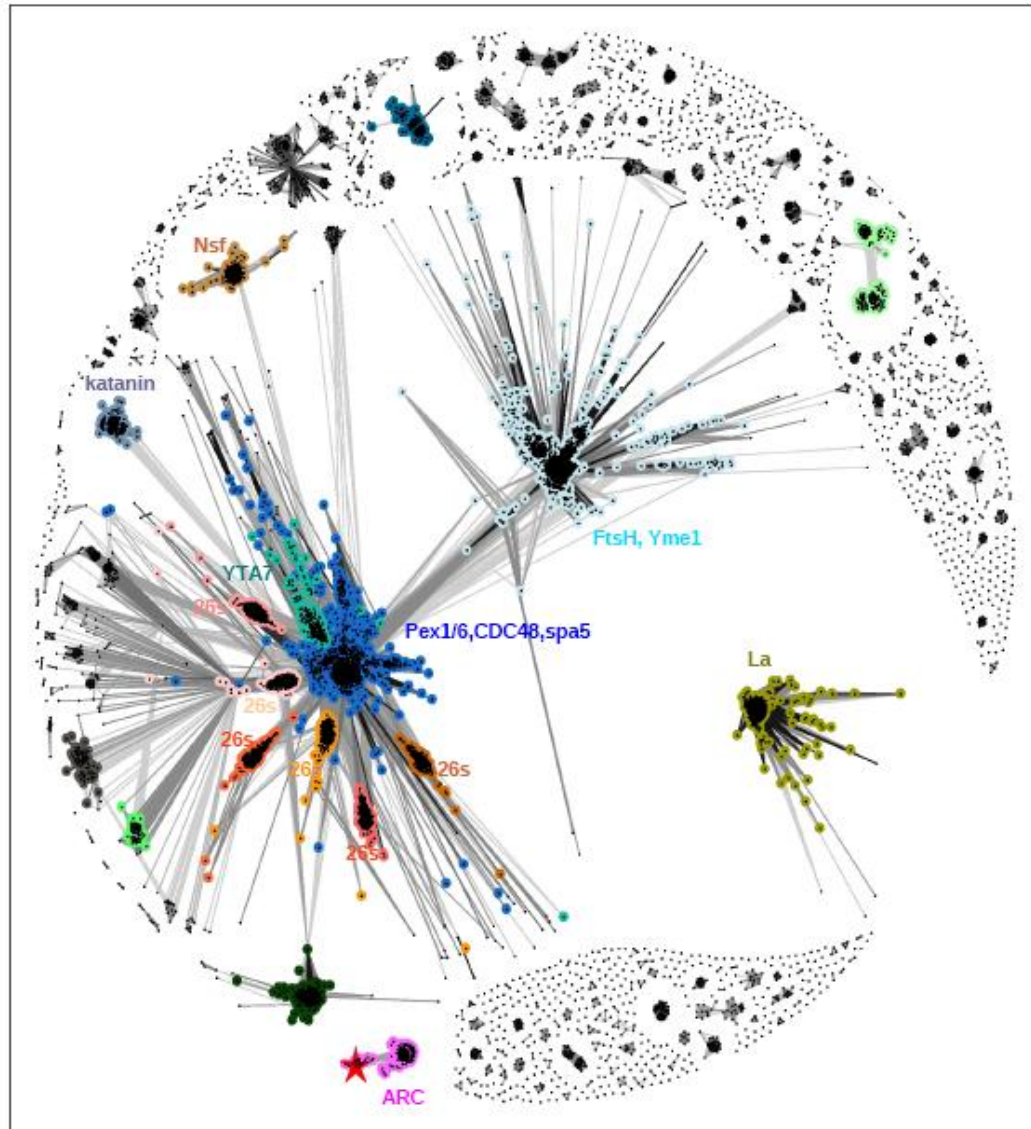 Nsf
katanin
FtsH, Yme1
YTA7
26s
Pex1/6,CDC48,spa5
La
26s
26s
26s
26s
26s
ARC